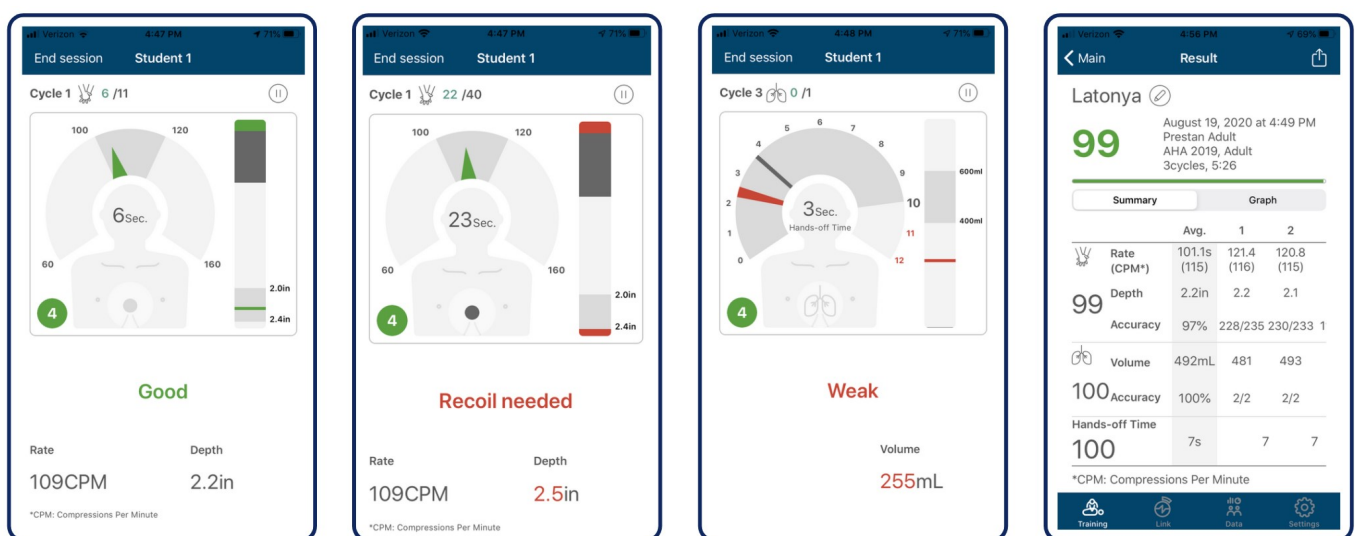 Verizon 4:47 PM 71%
End session Student 1
Cycle 1 6 /11
100 120
6Sec.
60 160
2.0in
4
2.4in
Good
Rate Depth
109CPM 2.2in
*CPM: Compressions Per Minute
Verizon 4:47 PM 71%
End session Student 1
Cycle 1 22 /40
100 120
23Sec.
60 160
2.0in
4
2.4in
Recoil needed
Rate Depth
109CPM 2.5in
*CPM: Compressions Per Minute
Verizon 4:48 PM 71%
End session Student 1
Cycle 3 0 /1
6
5 7
4 8
3 9 600ml
2 10
3Sec.
Hands-off Time
400ml
1 11
0 12
4
Weak
Volume
255mL
Verizon 4:56 PM 69%
Main Result
Latonya
99
August 19, 2020 at 4:49 PM
Prestan Adult
AHA 2019, Adult
3cycles, 5:26
Summary Graph
Avg. 1 2
Rate 101.1s 121.4 120.8
(CPM*) (115) (116) (115)
99
Depth 2.2in 2.2 2.1
Accuracy 97% 228/235 230/233 1
Volume 492mL 481 493
100 Accuracy 100% 2/2 2/2
Hands-off Time
100 7s 7 7
*CPM: Compressions Per Minute
Training Link Data Settings